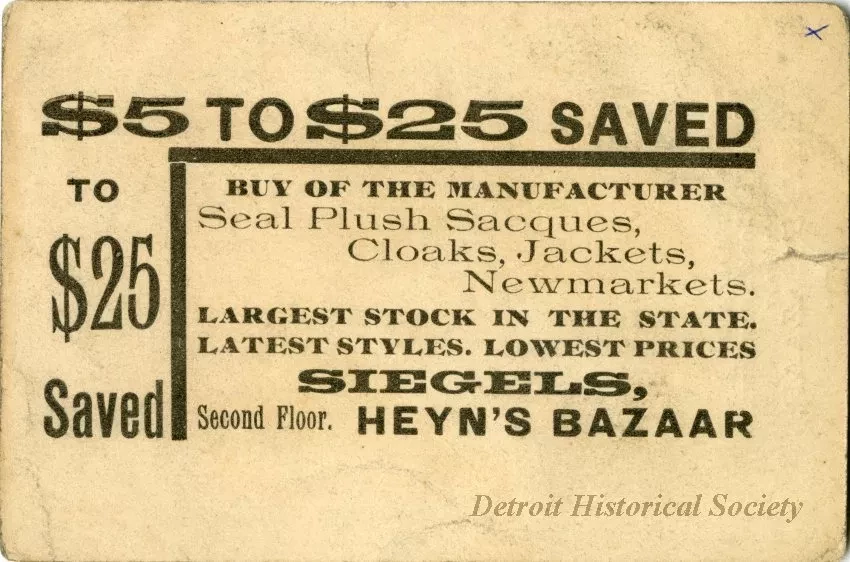 $5 TO $25 SAVED
TO
$25
Saved
BUY OF THE MANUFACTURER
Seal Plush Sacques,
Cloaks, Jackets,
Newmarkets.
LARGEST STOCK IN THE STATE.
LATEST STYLES. LOWEST PRICES
SIEGELS,
Second Floor. HEYN'S BAZAAR
Detroit Historical Society